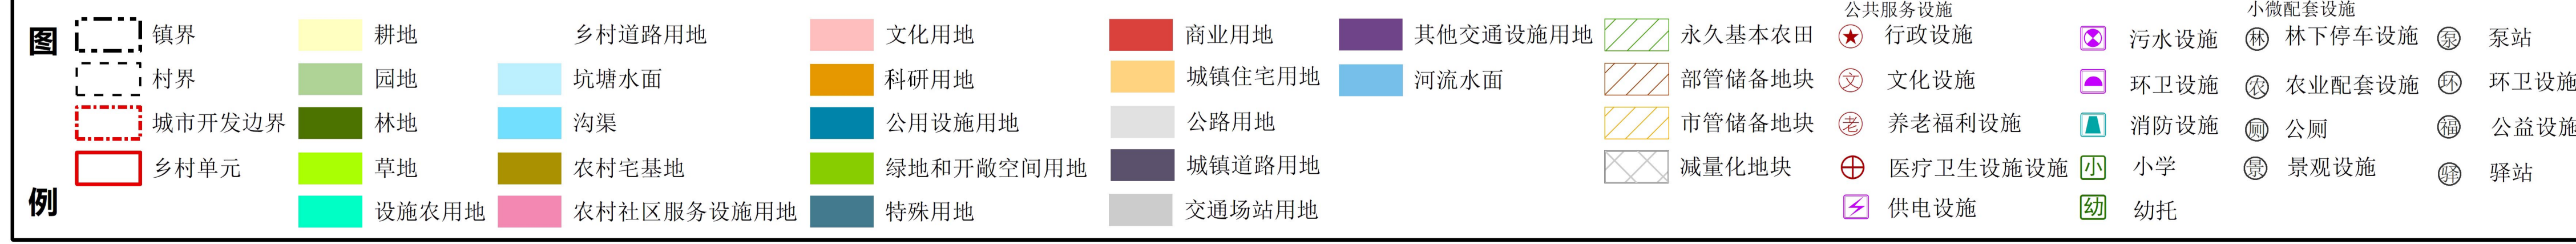 图例
镇界
村界
城市开发边界
乡村单元
耕地
园地
林地
草地
设施农用地
乡村道路用地
坑塘水面
沟渠
农村宅基地
农村社区服务设施用地
文化用地
科研用地
公用设施用地
绿地和开敞空间用地
特殊用地
商业用地
城镇住宅用地
公路用地
城镇道路用地
交通场站用地
其他交通设施用地
河流水面
永久基本农田
部管储备地块
市管储备地块
减量化地块
公共服务设施
行政设施
文 文化设施
老 养老福利设施
医疗卫生设施设施
供电设施
污水设施
环卫设施
消防设施
小 小学
幼 幼托
小微配套设施
林 林下停车设施
农 农业配套设施
厕 公厕
景 景观设施
泵 泵站
环 环卫设施
福 公益设施
驿 驿站